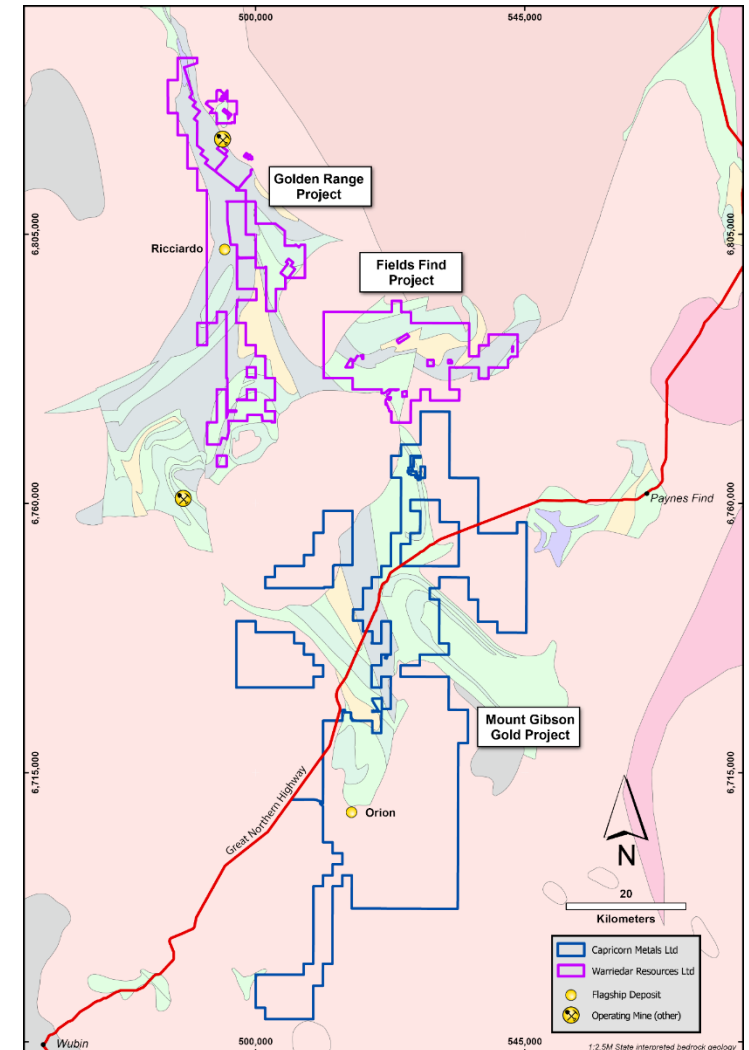 500,000
545,000
Golden Range
Project
6,805,000
6,805,000
Ricciardo
Fields Find
Project
6,760,000
Paynes Find
6,760,000
Mount Gibson
Gold Project
6,715,000
6,715,000
Great Northern Highway
Orion
N
20
Kilometers
Capricorn Metals Ltd
Warriedar Resources Ltd
Flagship Deposit
Operating Mine (other)
Wubin
500,000
545,000
1:2.5M State interpreted bedrock geology